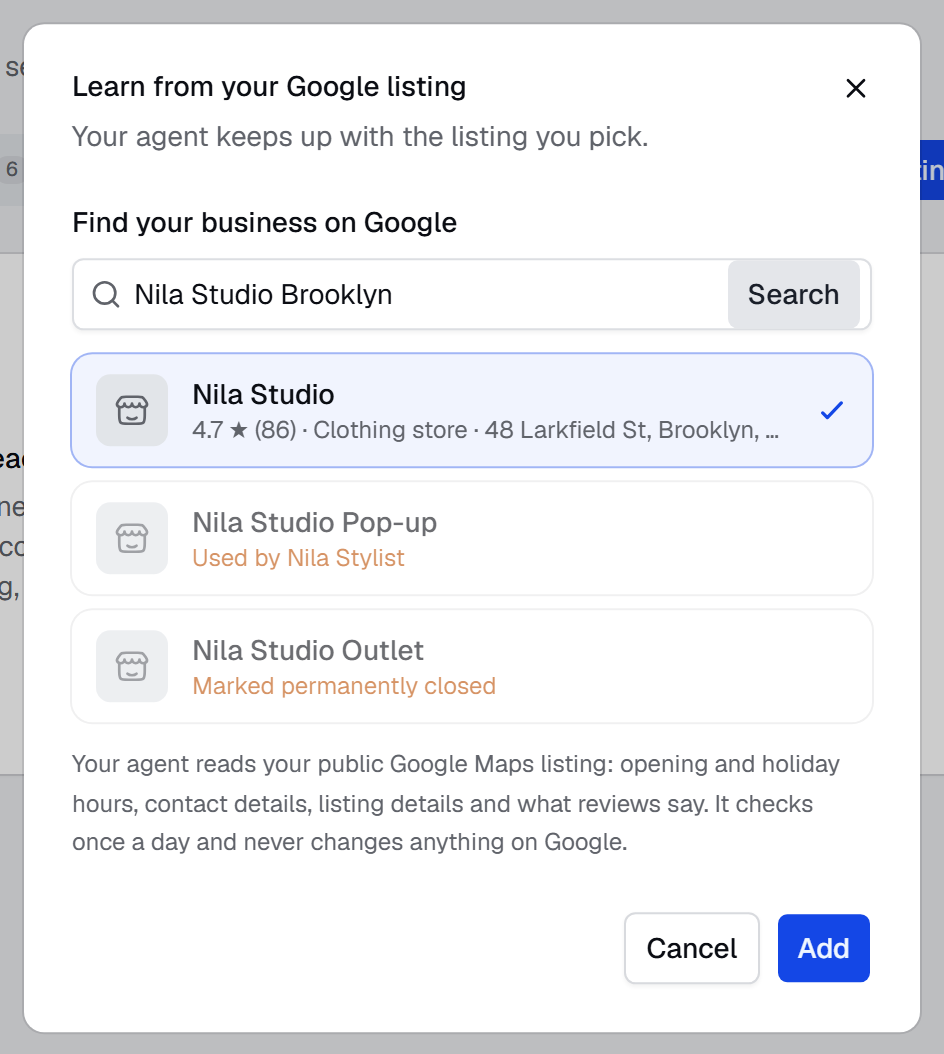 Learn from your Google listing
Your agent keeps up with the listing you pick.
Find your business on Google
Nila Studio Brooklyn
Search
Nila Studio
4.7 ★ (86) · Clothing store · 48 Larkfield St, Brooklyn, ...
Nila Studio Pop-up
Used by Nila Stylist
Nila Studio Outlet
Marked permanently closed
Your agent reads your public Google Maps listing: opening and holiday
hours, contact details, listing details and what reviews say. It checks
once a day and never changes anything on Google.
Cancel
Add
6